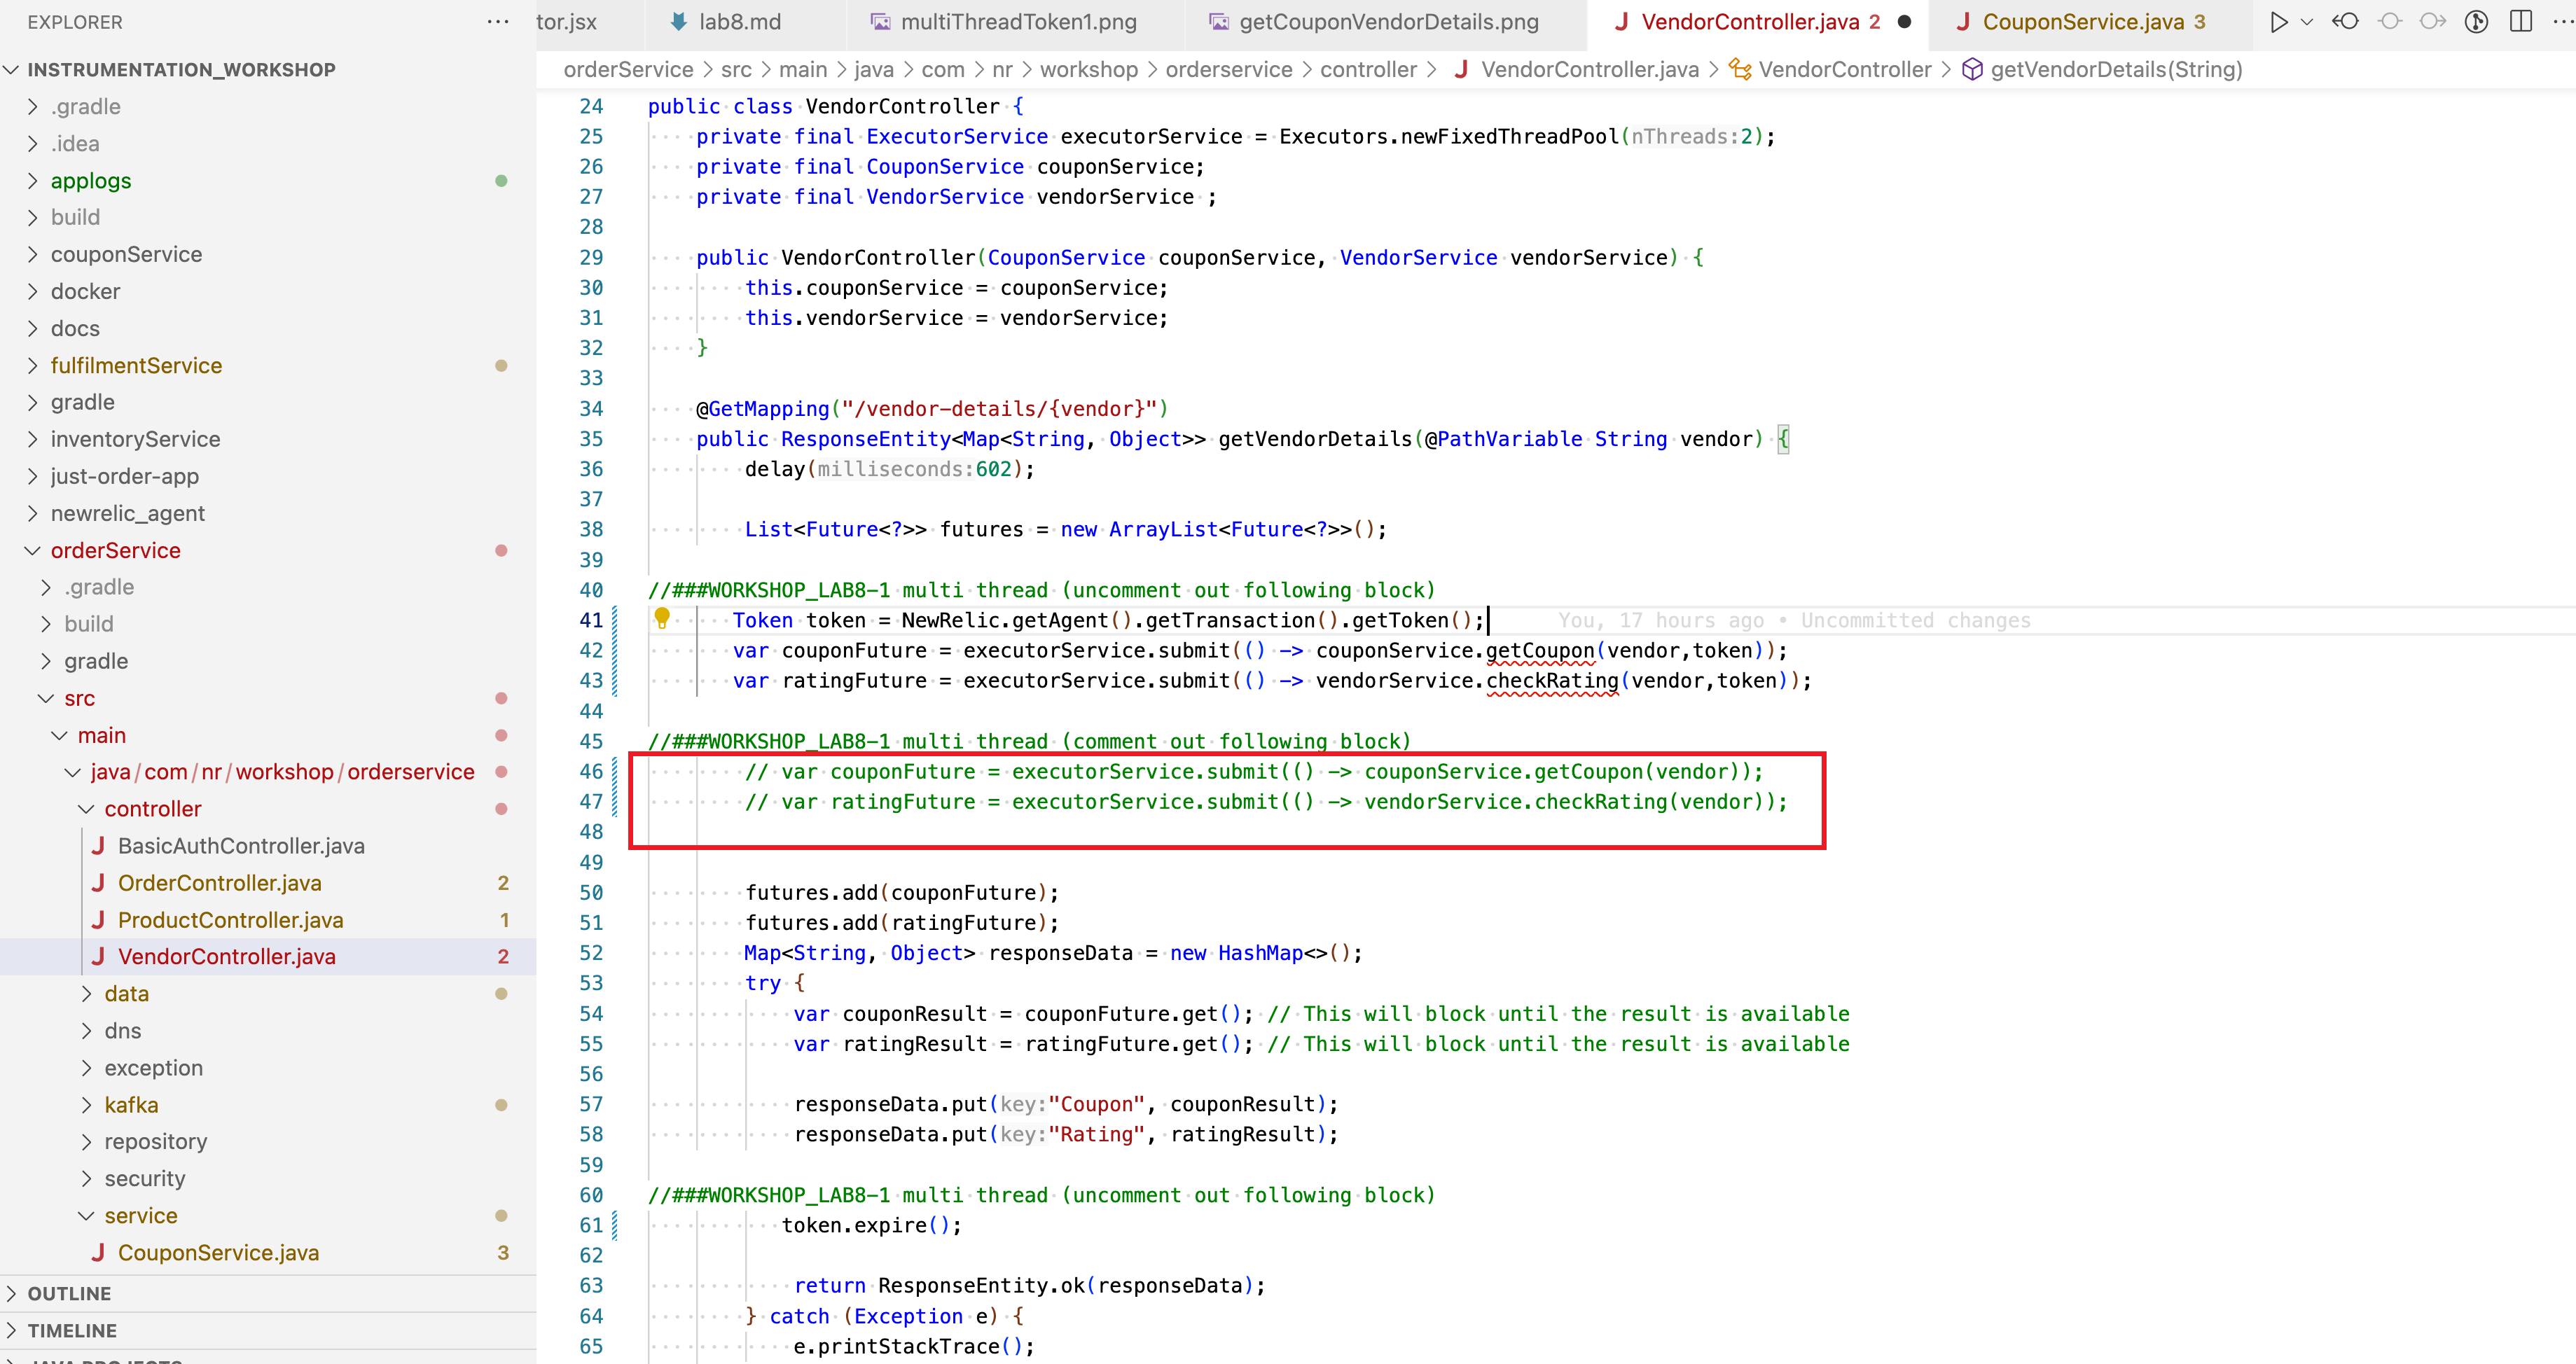 EXPLORER
···
INSTRUMENTATION_WORKSHOP
.gradle
.idea
applogs
build
couponService
docker
docs
fulfilmentService
gradle
inventoryService
just-order-app
newrelic_agent
orderService
.gradle
build
gradle
src
main
java/com/nr/workshop/orderservice
controller
BasicAuthController.java
OrderController.java 2
ProductController.java 1
VendorController.java 2
data
dns
exception
kafka
repository
security
service
CouponService.java 3
OUTLINE
TIMELINE
JAVA PROJECTS
tor.jsx
lab8.md
multiThreadToken1.png
getCouponVendorDetails.png
VendorController.java 2
CouponService.java 3
orderService > src > main > java > com > nr > workshop > orderservice > controller > VendorController.java > VendorController > getVendorDetails(String)
24 public class VendorController {
25 private final ExecutorService executorService = Executors.newFixedThreadPool(nThreads:2);
26 private final CouponService couponService;
27 private final VendorService vendorService ;
28
29 public VendorController(CouponService couponService, VendorService vendorService) {
30 this.couponService = couponService;
31 this.vendorService = vendorService;
32 }
33
34 @GetMapping("/vendor-details/{vendor}")
35 public ResponseEntity<Map<String, Object>> getVendorDetails(@PathVariable String vendor) {
36 delay(milliseconds:602);
37
38 List<Future<?>> futures = new ArrayList<Future<?>>();
39
40 //###WORKSHOP_LAB8-1 multi thread (uncomment out following block)
41 Token token = NewRelic.getAgent().getTransaction().getToken(); You, 17 hours ago • Uncommitted changes
42 var couponFuture = executorService.submit(() -> couponService.getCoupon(vendor,token));
43 var ratingFuture = executorService.submit(() -> vendorService.checkRating(vendor,token));
44
45 //###WORKSHOP_LAB8-1 multi thread (comment out following block)
46 // var couponFuture = executorService.submit(() -> couponService.getCoupon(vendor));
47 // var ratingFuture = executorService.submit(() -> vendorService.checkRating(vendor));
48
49
50 futures.add(couponFuture);
51 futures.add(ratingFuture);
52 Map<String, Object> responseData = new HashMap<>();
53 try {
54 var couponResult = couponFuture.get(); // This will block until the result is available
55 var ratingResult = ratingFuture.get(); // This will block until the result is available
56
57 responseData.put(key:"Coupon", couponResult);
58 responseData.put(key:"Rating", ratingResult);
59
60 //###WORKSHOP_LAB8-1 multi thread (uncomment out following block)
61 token.expire();
62
63 return ResponseEntity.ok(responseData);
64 } catch (Exception e) {
65 e.printStackTrace();